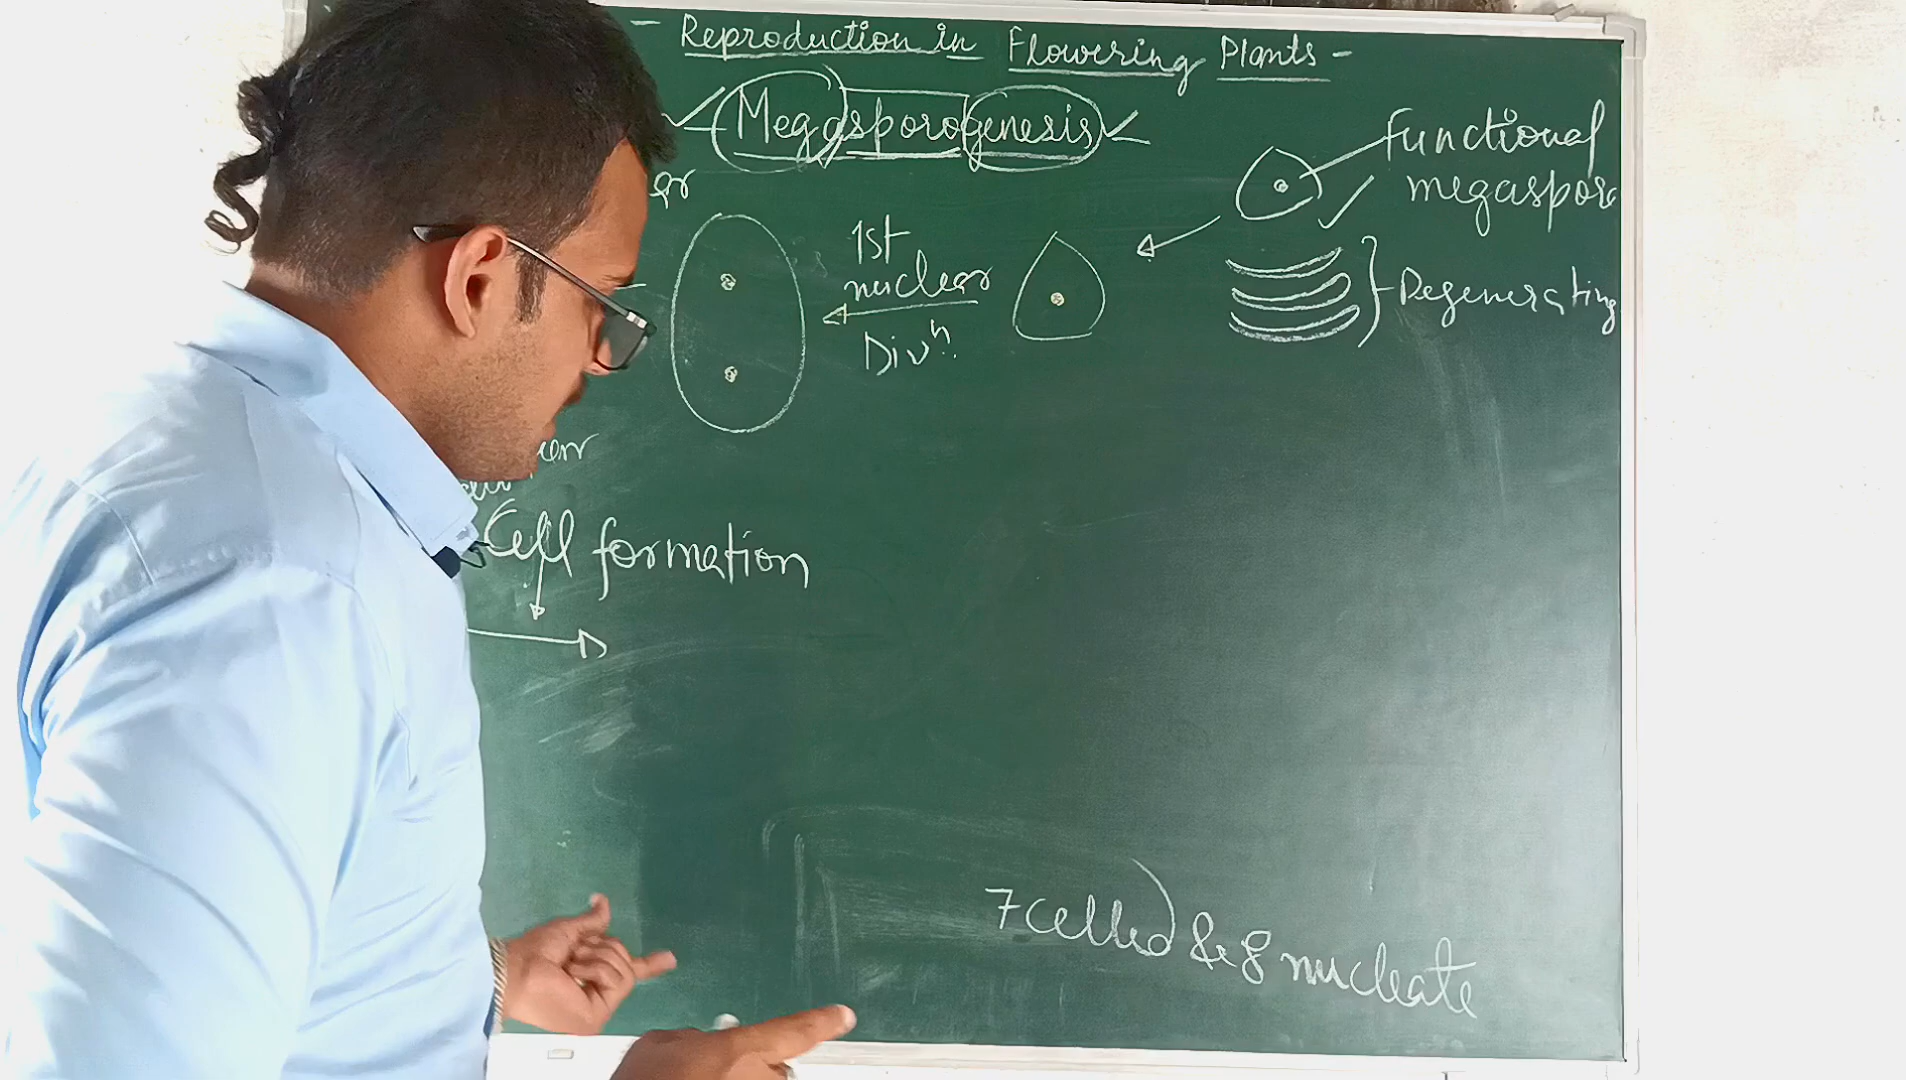 - Reproduction in Flowering Plants -
Megasporogenesis
functional
megaspore
1st
nuclear
Divn.
Degenerating
Cell formation
7 celled & 8 nucleate